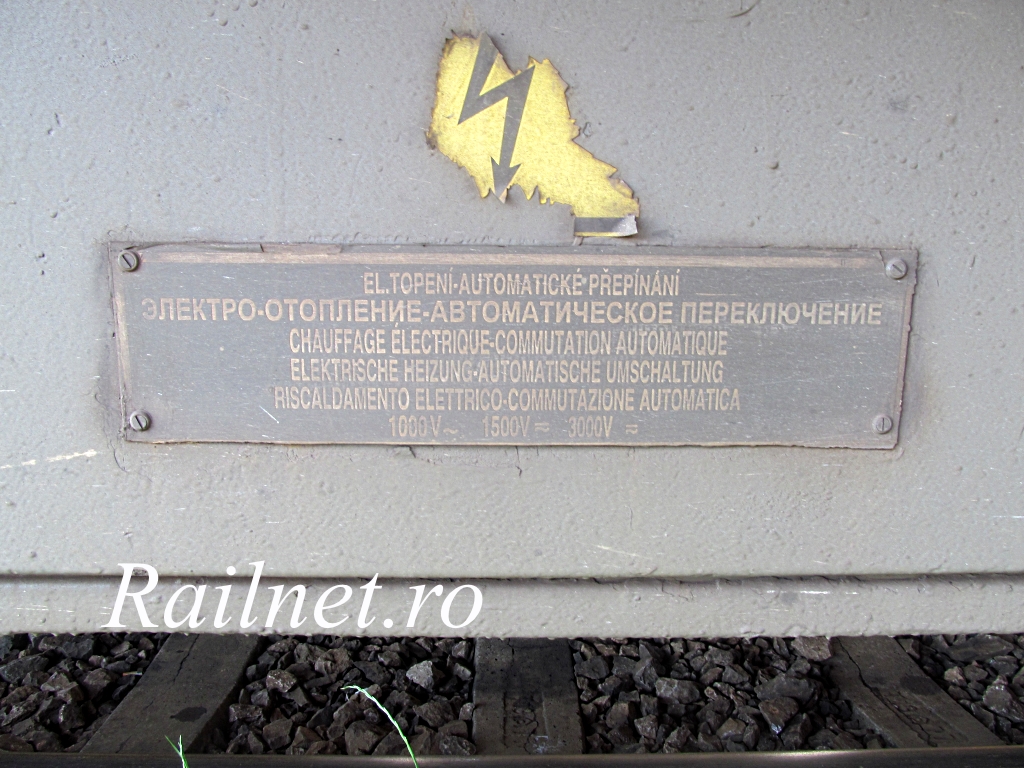 EL.TOPENÍ-AUTOMATICKÉ PŘEPÍNÁNÍ
ЭЛЕКТРО-ОТОПЛЕНИЕ-АВТОМАТИЧЕСКОЕ ПЕРЕКЛЮЧЕНИЕ
CHAUFFAGE ÉLECTRIQUE-COMMUTATION AUTOMATIQUE
ELEKTRISCHE HEIZUNG-AUTOMATISCHE UMSCHALTUNG
RISCALDAMENTO ELETTRICO-COMMUTAZIONE AUTOMATICA
1000V~ 1500V≂ 3000V ≂
Railnet.ro